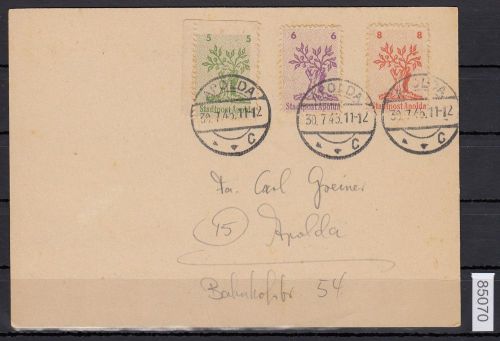 5 5
6 6
8 8
Stadtpost Apolda
Stadtpost Apolda
Stadtpost Apolda
APOLDA
30.7.45.11-12
C
APOLDA
30.7.45.11-12
C
APOLDA
30.7.45.11-12
C
Fa. Carl Greiner
15 Apolda
Bahnhofstr 54
85070